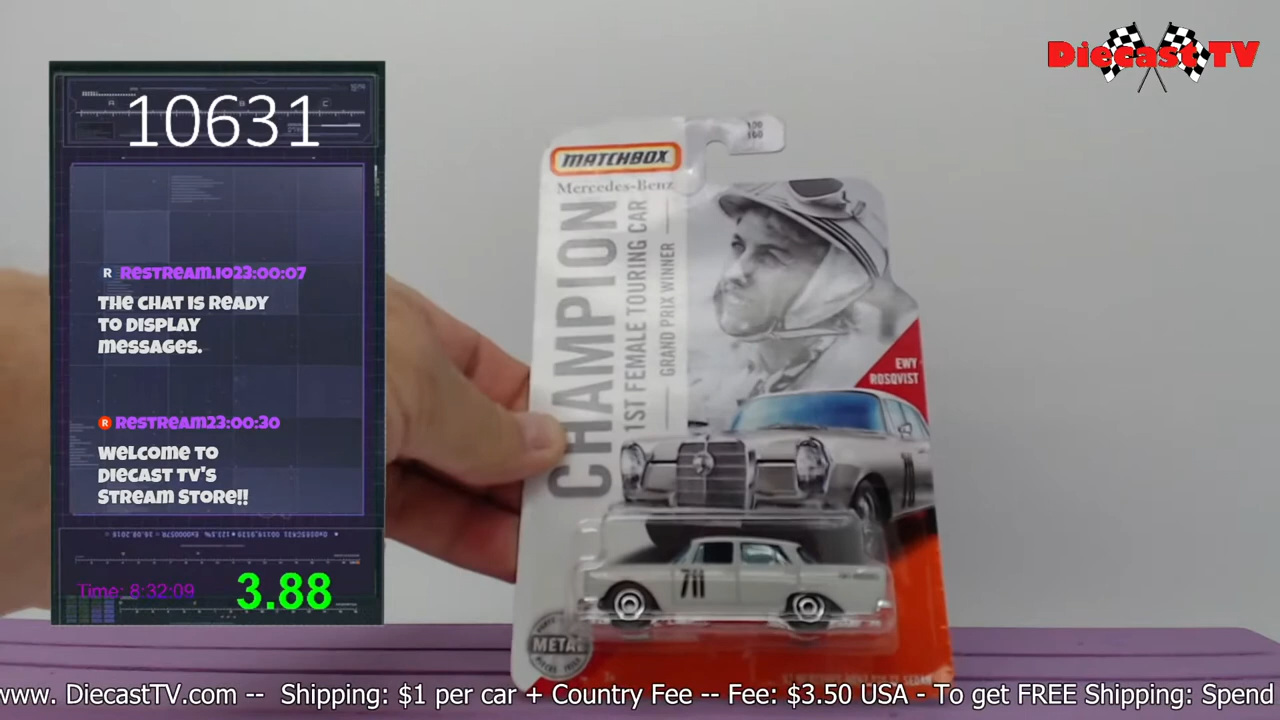 Diecast TV
10631
RESTREAM.IO23:00:07
THE CHAT IS READY
TO DISPLAY
MESSAGES.
RESTREAM23:00:30
WELCOME TO
DIECAST TV'S
STREAM STORE!!
Time: 8:32:09
3.88
MATCHBOX
Mercedes-Benz
CHAMPION
1ST FEMALE TOURING CAR
GRAND PRIX WINNER
EWY
ROSQVIST
711
METAL
www. DiecastTV.com -- Shipping: $1 per car + Country Fee -- Fee: $3.50 USA - To get FREE Shipping: Spend